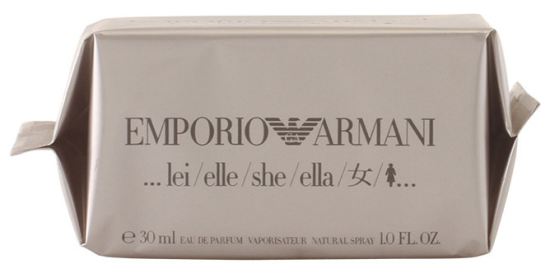 EMPORIO ARMANI
... lei/elle/she/ella/女/...
℮ 30 ml EAU DE PARFUM VAPORISATEUR NATURAL SPRAY 1.0 FL. OZ.